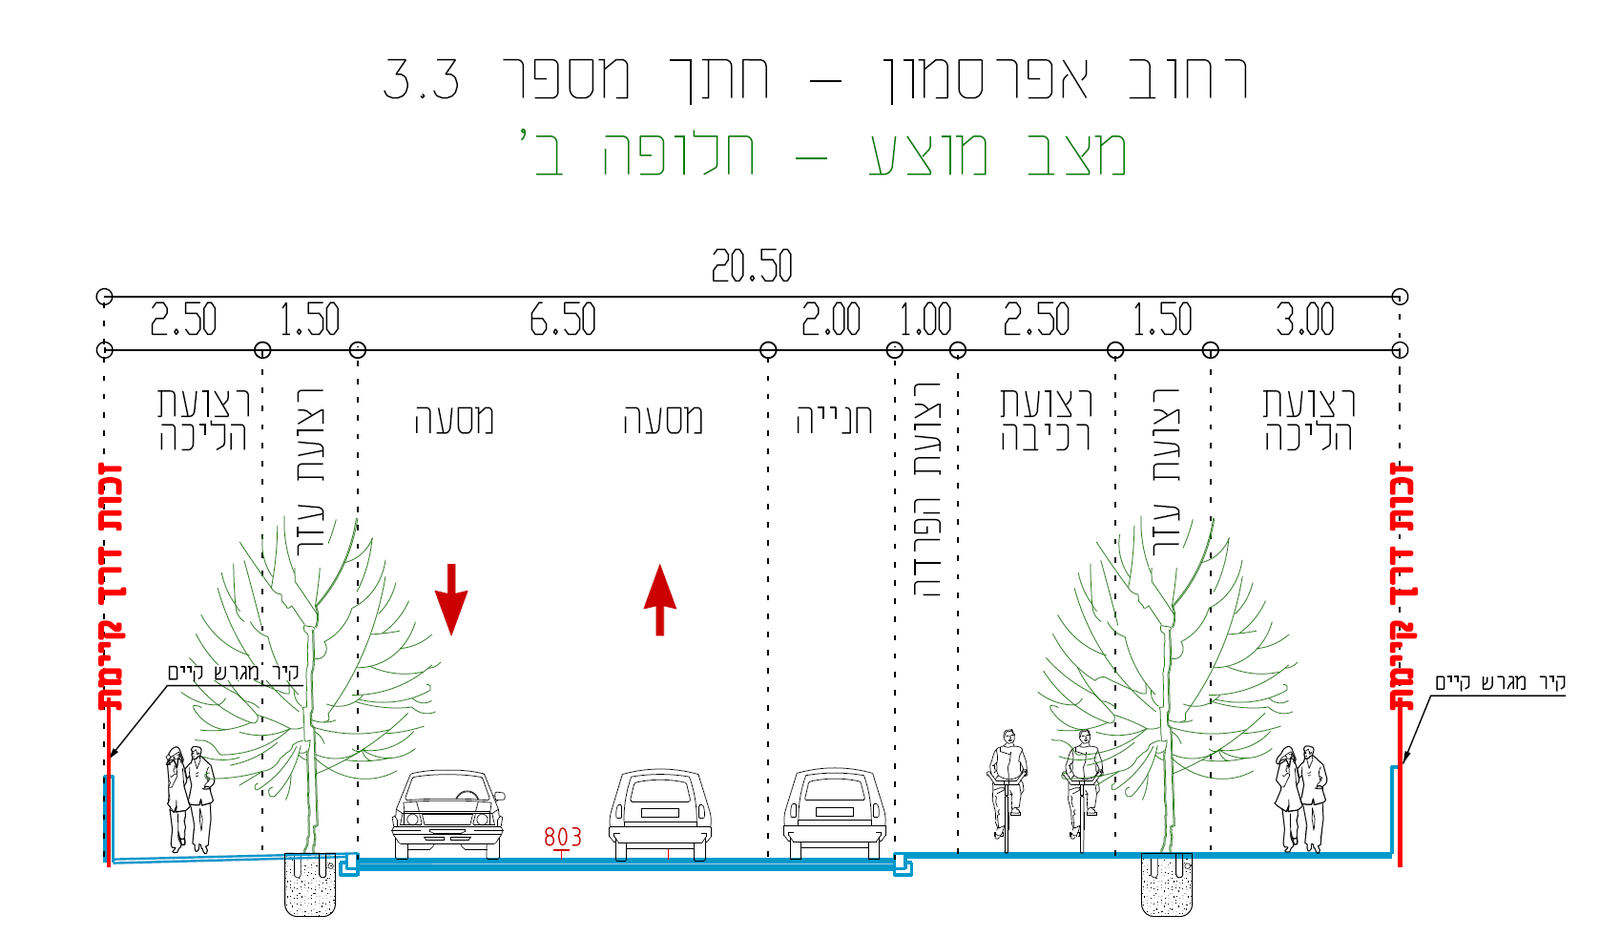 רחוב אפרסמון - חתך מספר 3.3
מצב מוצע - חלופה ב'
20.50
2.50 1.50 6.50 2.00 1.00 2.50 1.50 3.00
רצועת הליכה
רצועת עזר
מסעה
מסעה
חנייה
רצועת הפרדה
רצועת רכיבה
רצועת עזר
רצועת הליכה
זכות דרך קיימת
זכות דרך קיימת
קיר מגרש קיים
קיר מגרש קיים
803